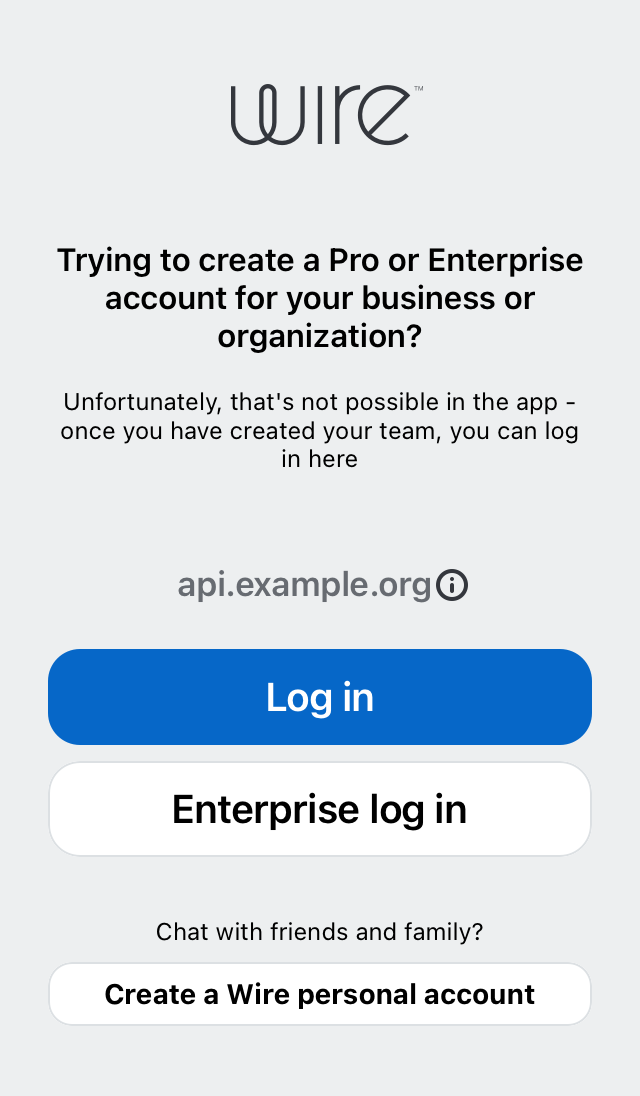 wire™
Trying to create a Pro or Enterprise
account for your business or
organization?
Unfortunately, that's not possible in the app -
once you have created your team, you can log
in here
api.example.org
Log in
Enterprise log in
Chat with friends and family?
Create a Wire personal account